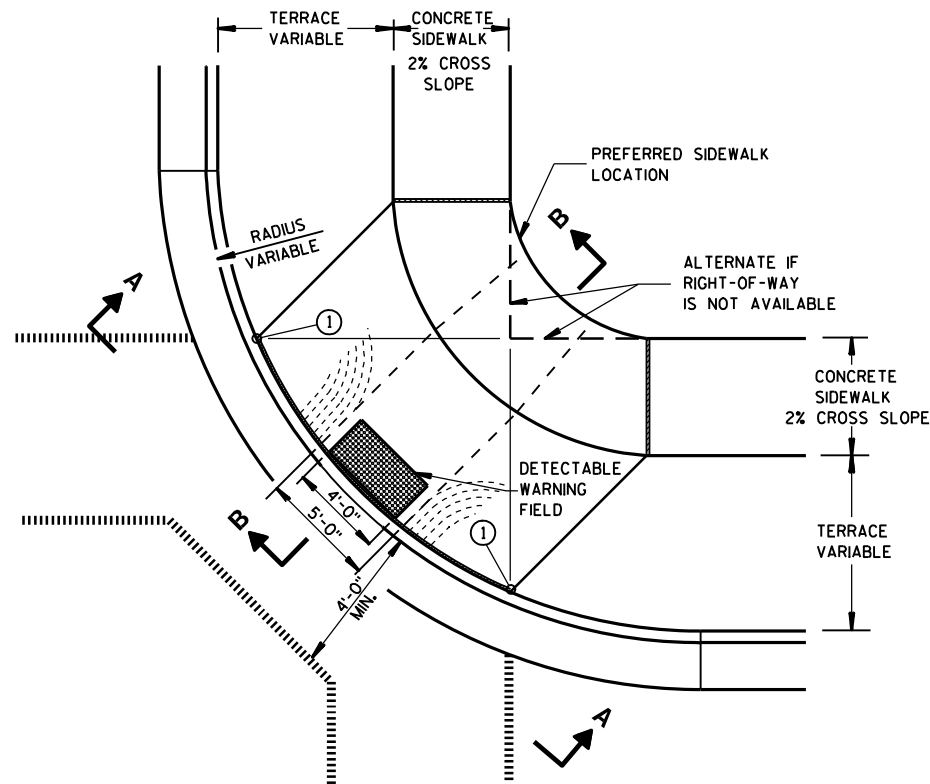 TERRACE
VARIABLE
CONCRETE
SIDEWALK
2% CROSS
SLOPE
PREFERRED SIDEWALK
LOCATION
B
RADIUS
VARIABLE
A
ALTERNATE IF
RIGHT-OF-WAY
IS NOT AVAILABLE
1
CONCRETE
SIDEWALK
2% CROSS SLOPE
DETECTABLE
WARNING
FIELD
4'-0"
5'-0"
B
1
TERRACE
VARIABLE
4'-0"
MIN.
A